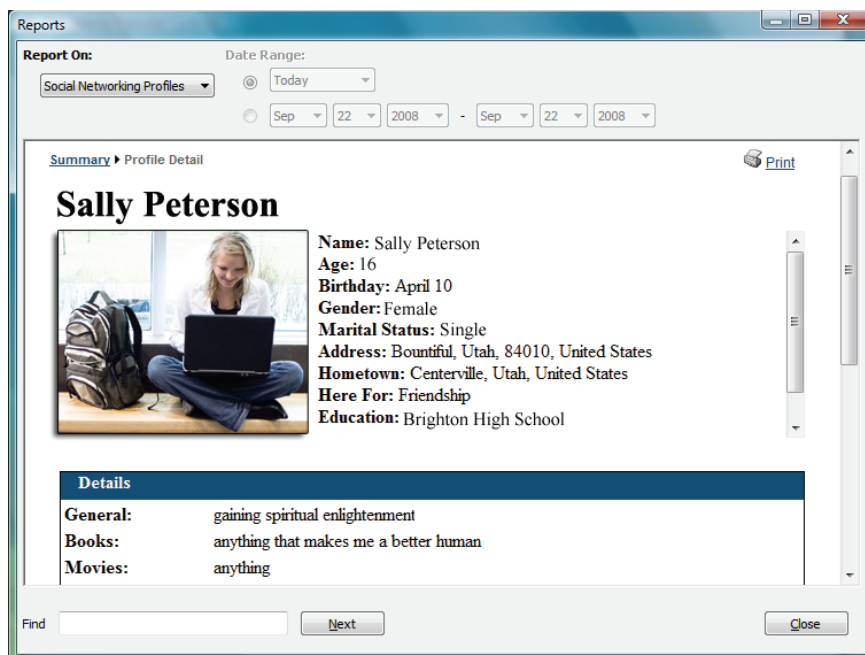 Reports
Report On: Date Range:
Social Networking Profiles Today
Sep 22 2008 - Sep 22 2008
Summary Profile Detail Print
Sally Peterson
Name: Sally Peterson
Age: 16
Birthday: April 10
Gender: Female
Marital Status: Single
Address: Bountiful, Utah, 84010, United States
Hometown: Centerville, Utah, United States
Here For: Friendship
Education: Brighton High School
Details
General: gaining spiritual enlightenment
Books: anything that makes me a better human
Movies: anything
Find Next Close